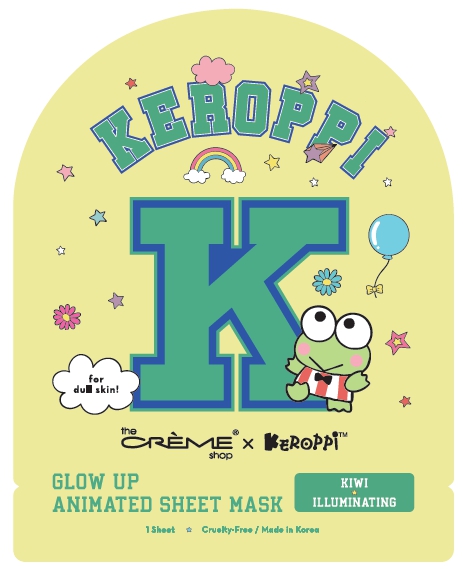 KEROPPI
K
for
dull skin!
the
CRÈME® x KEROPPI™
shop
GLOW UP
ANIMATED SHEET MASK
KIWI
ILLUMINATING
1 Sheet Cruelty-Free / Made in Korea